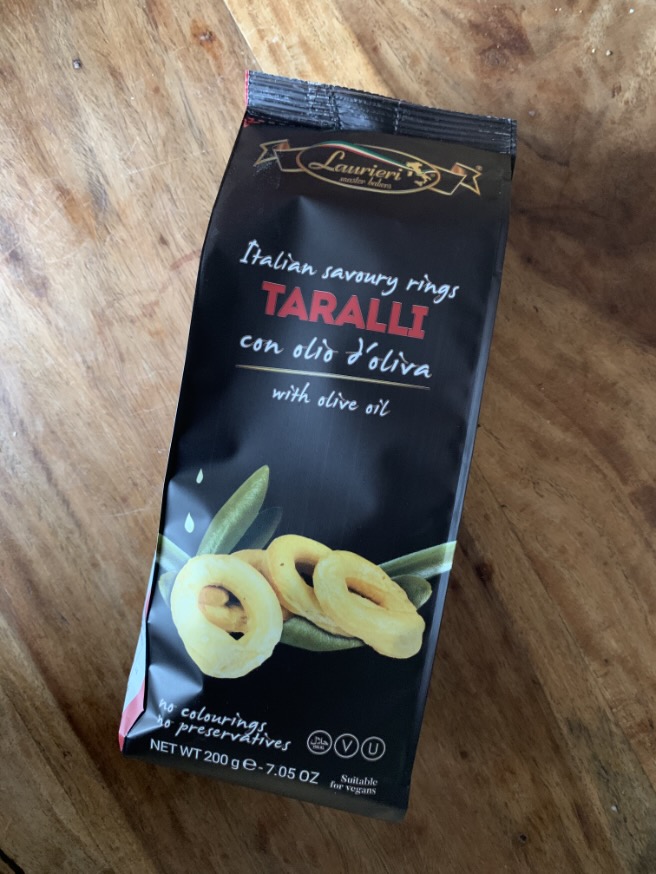 Laurieri
master bakers
®
Italian savoury rings
TARALLI
con olio d'oliva
with olive oil
no colourings
no preservatives
V U
NET WT 200 g ℮ - 7.05 OZ
Suitable
for vegans